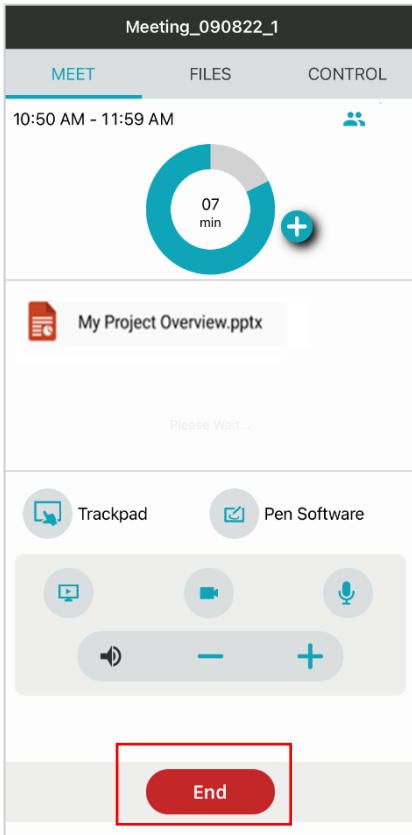 Meeting_090822_1
MEET FILES CONTROL
10:50 AM - 11:59 AM
07
min
My Project Overview.pptx
Please Wait...
Trackpad Pen Software
End